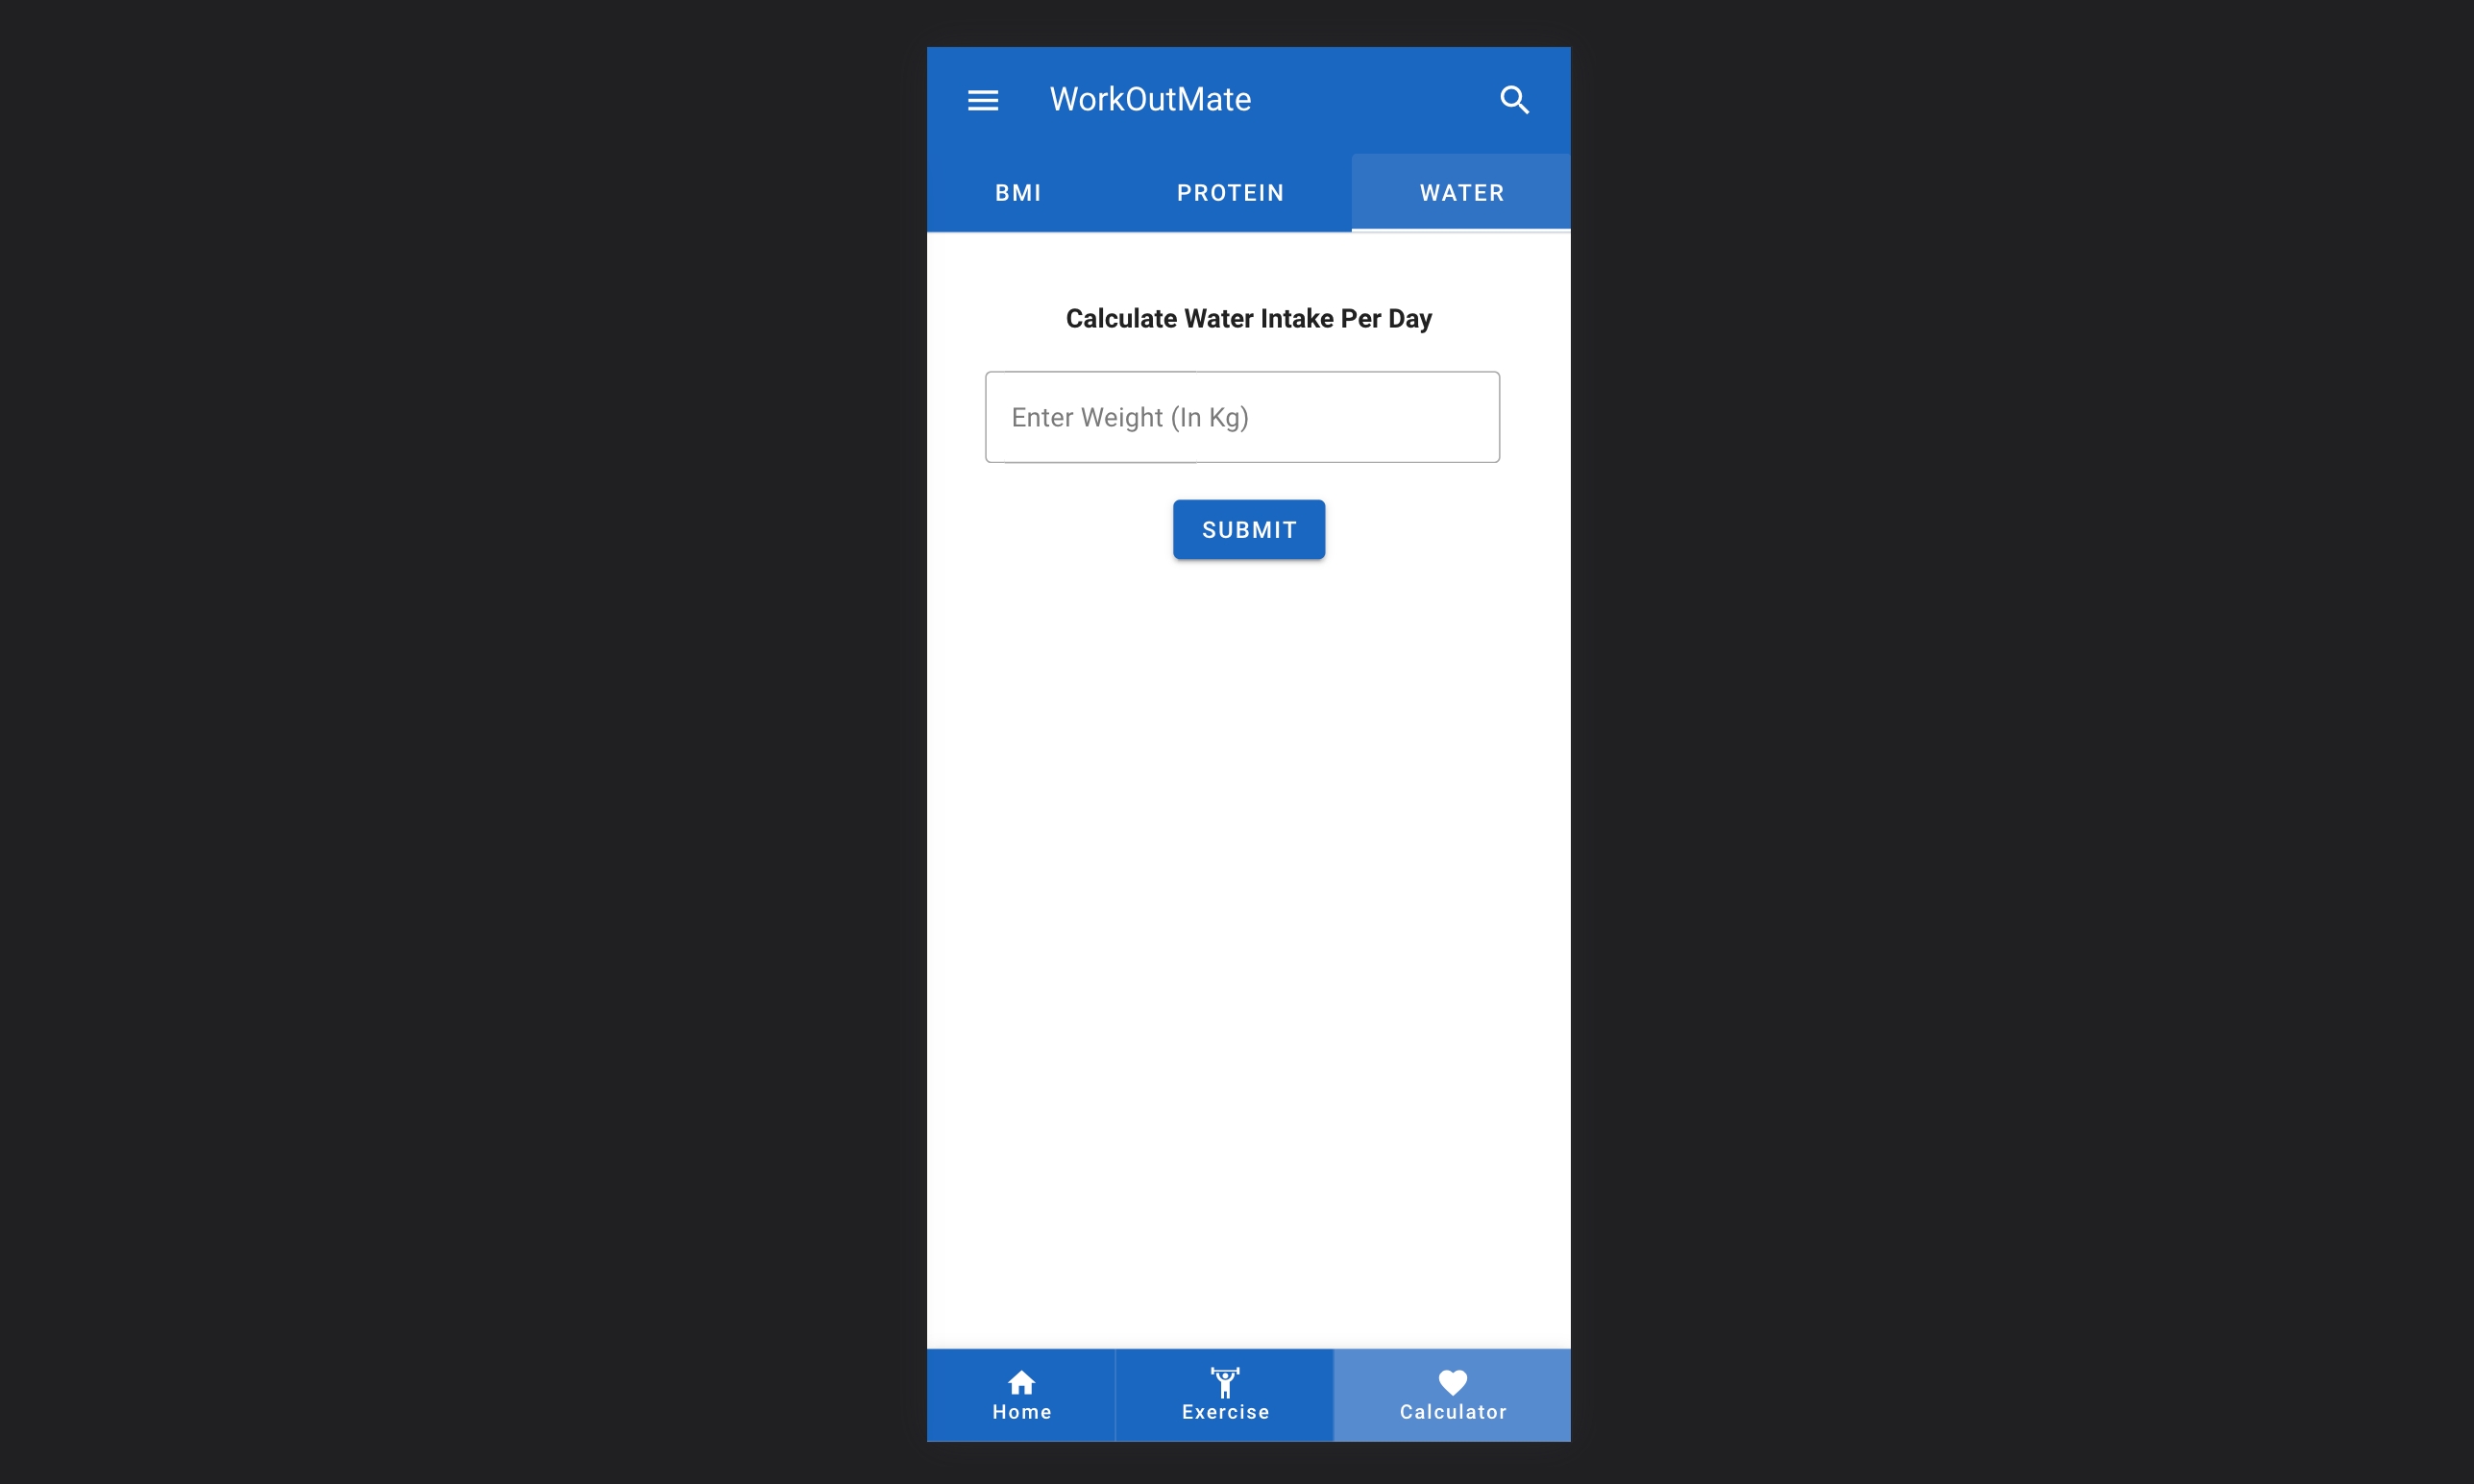 WorkOutMate
BMI PROTEIN WATER
Calculate Water Intake Per Day
Enter Weight (In Kg)
SUBMIT
Home Exercise Calculator